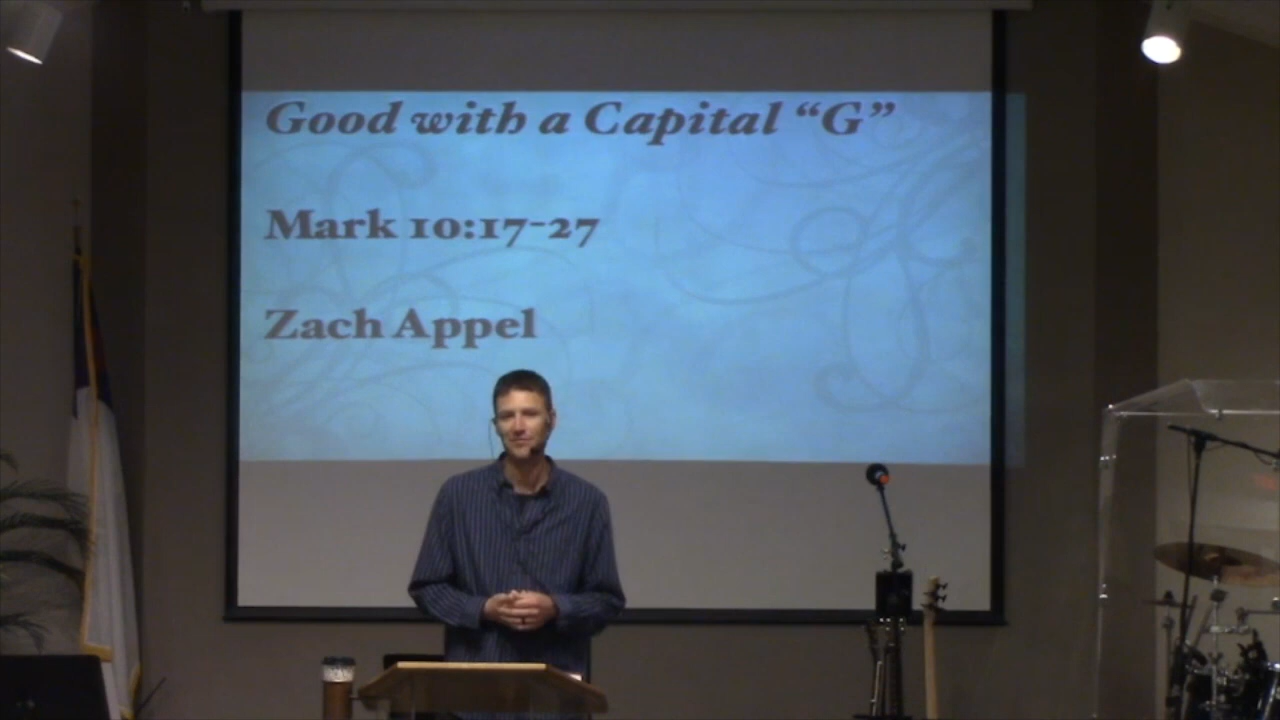 Good with a Capital “G”
Mark 10:17-27
Zach Appel